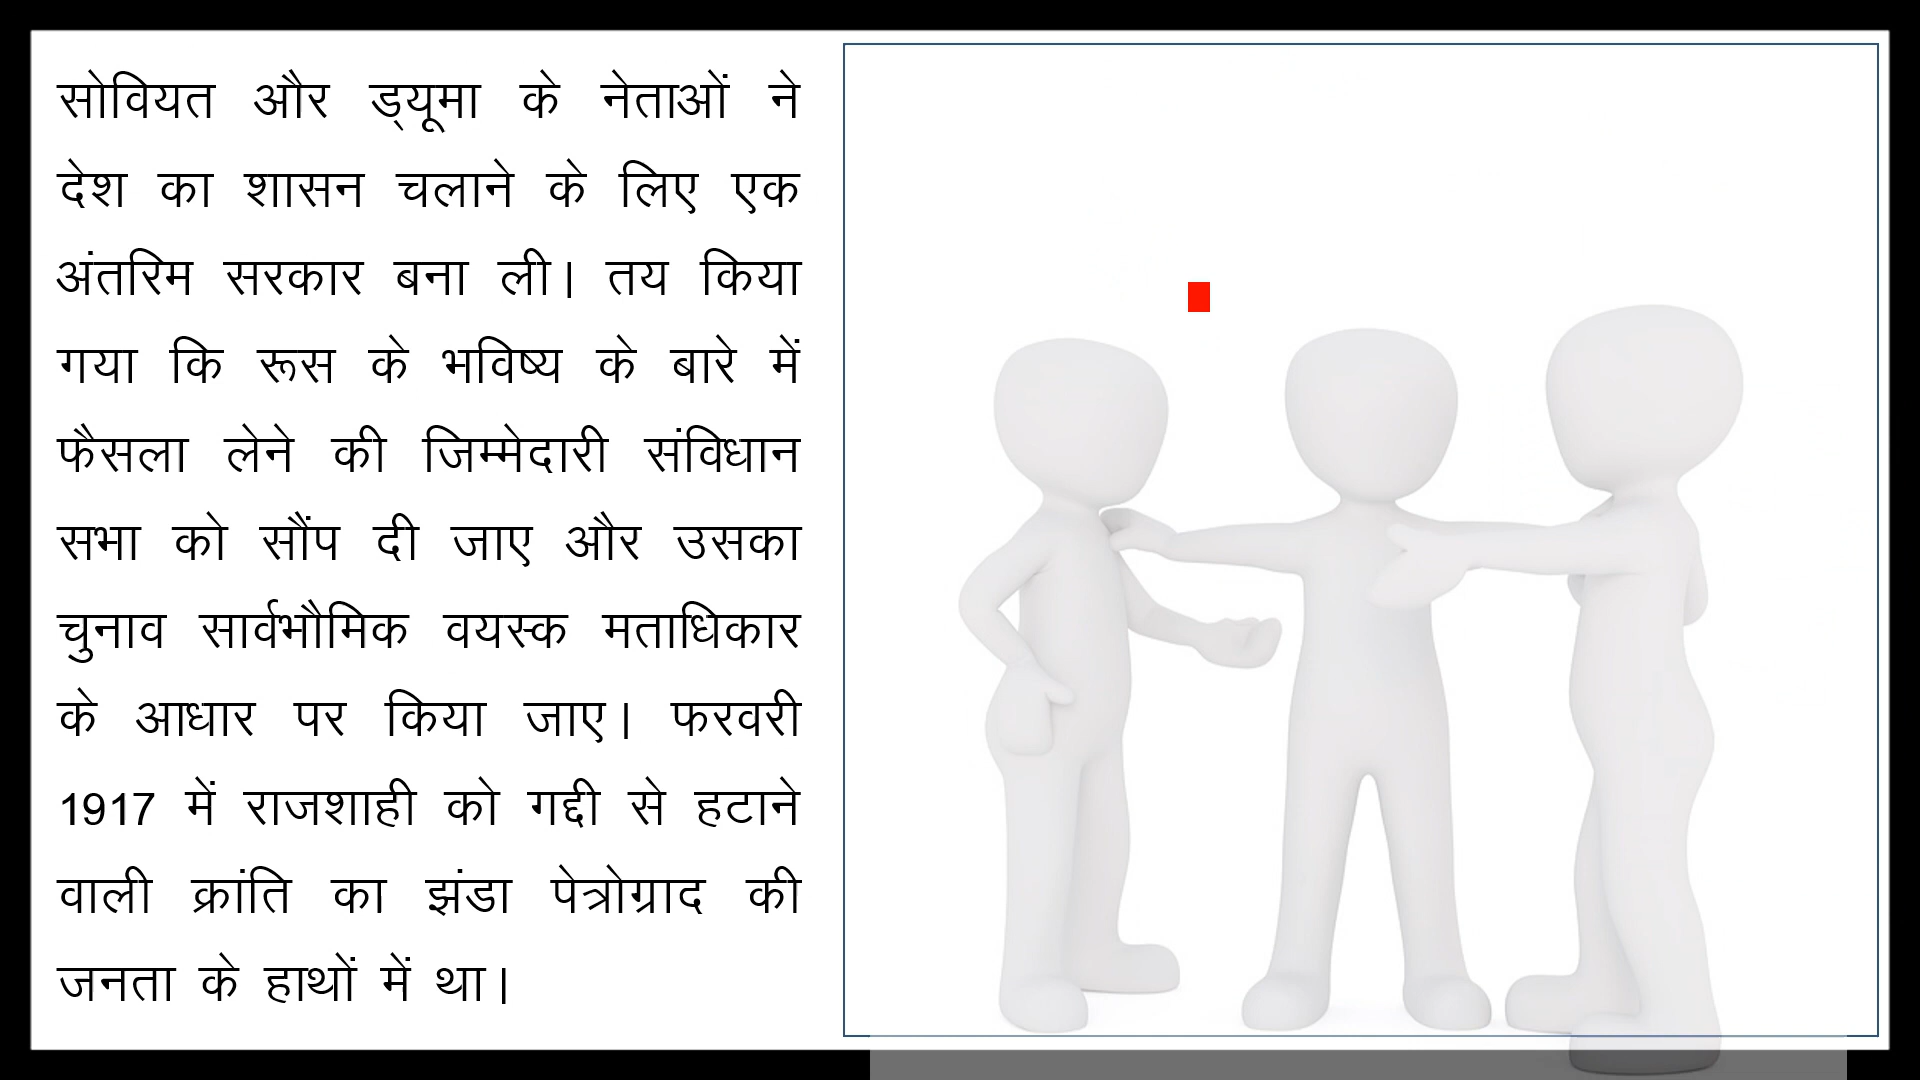 सोवियत और ड्यूमा के नेताओं ने
देश का शासन चलाने के लिए एक
अंतरिम सरकार बना ली। तय किया
गया कि रूस के भविष्य के बारे में
फैसला लेने की जिम्मेदारी संविधान
सभा को सौंप दी जाए और उसका
चुनाव सार्वभौमिक वयस्क मताधिकार
के आधार पर किया जाए। फरवरी
1917 में राजशाही को गद्दी से हटाने
वाली क्रांति का झंडा पेत्रोग्राद की
जनता के हाथों में था।